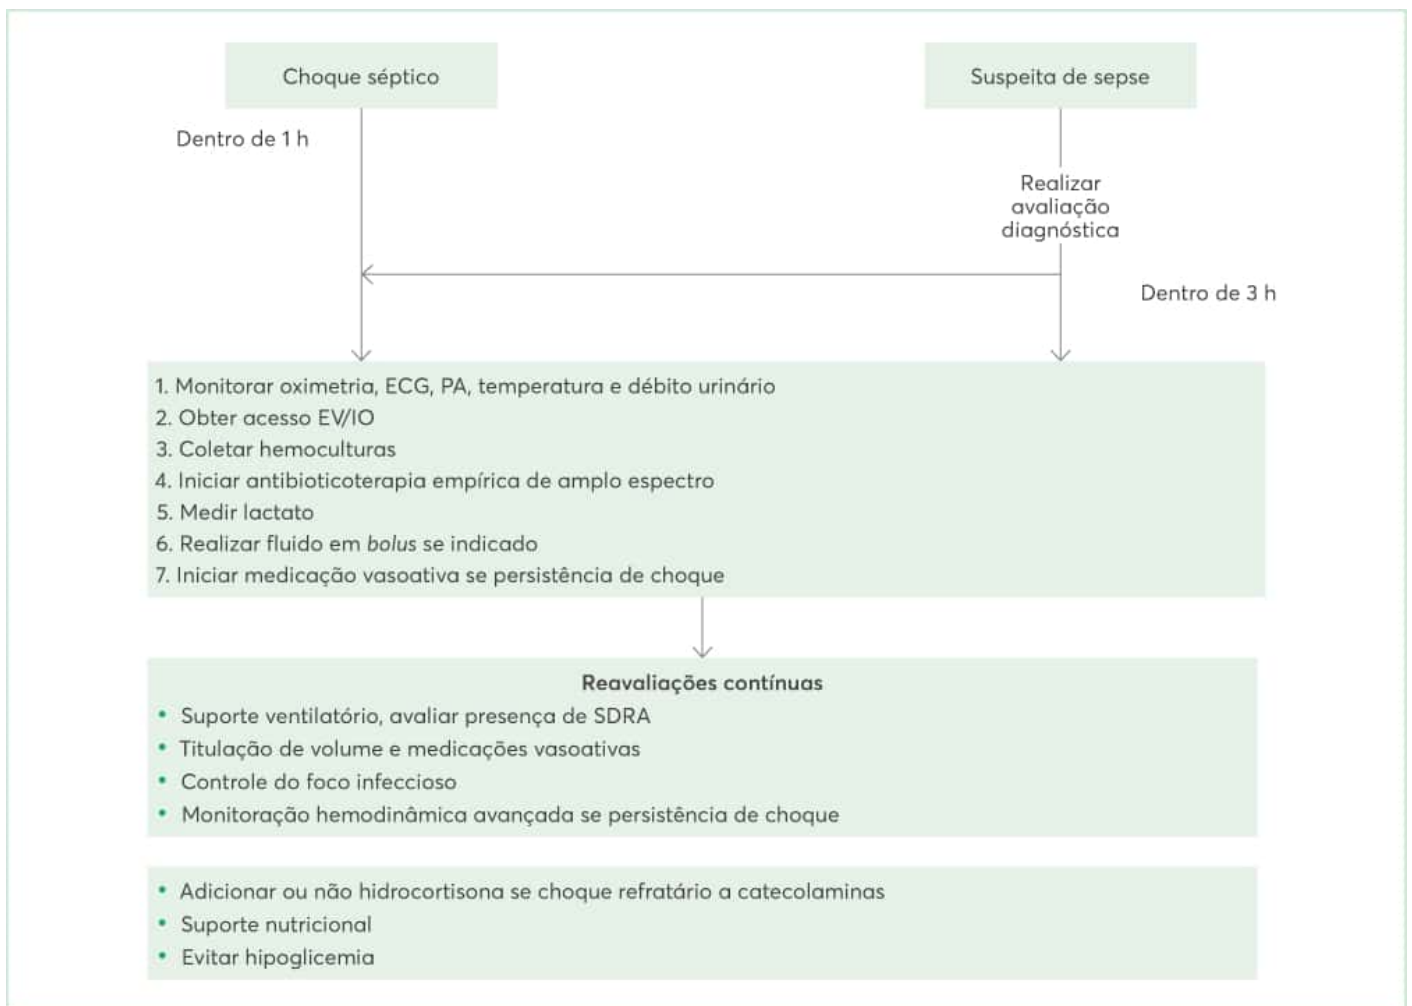 Choque séptico
Suspeita de sepse
Dentro de 1 h
Realizar
avaliação
diagnóstica
Dentro de 3 h
1. Monitorar oximetria, ECG, PA, temperatura e débito urinário
2. Obter acesso EV/IO
3. Coletar hemoculturas
4. Iniciar antibioticoterapia empírica de amplo espectro
5. Medir lactato
6. Realizar fluido em bolus se indicado
7. Iniciar medicação vasoativa se persistência de choque
Reavaliações contínuas
• Suporte ventilatório, avaliar presença de SDRA
• Titulação de volume e medicações vasoativas
• Controle do foco infeccioso
• Monitoração hemodinâmica avançada se persistência de choque
• Adicionar ou não hidrocortisona se choque refratário a catecolaminas
• Suporte nutricional
• Evitar hipoglicemia